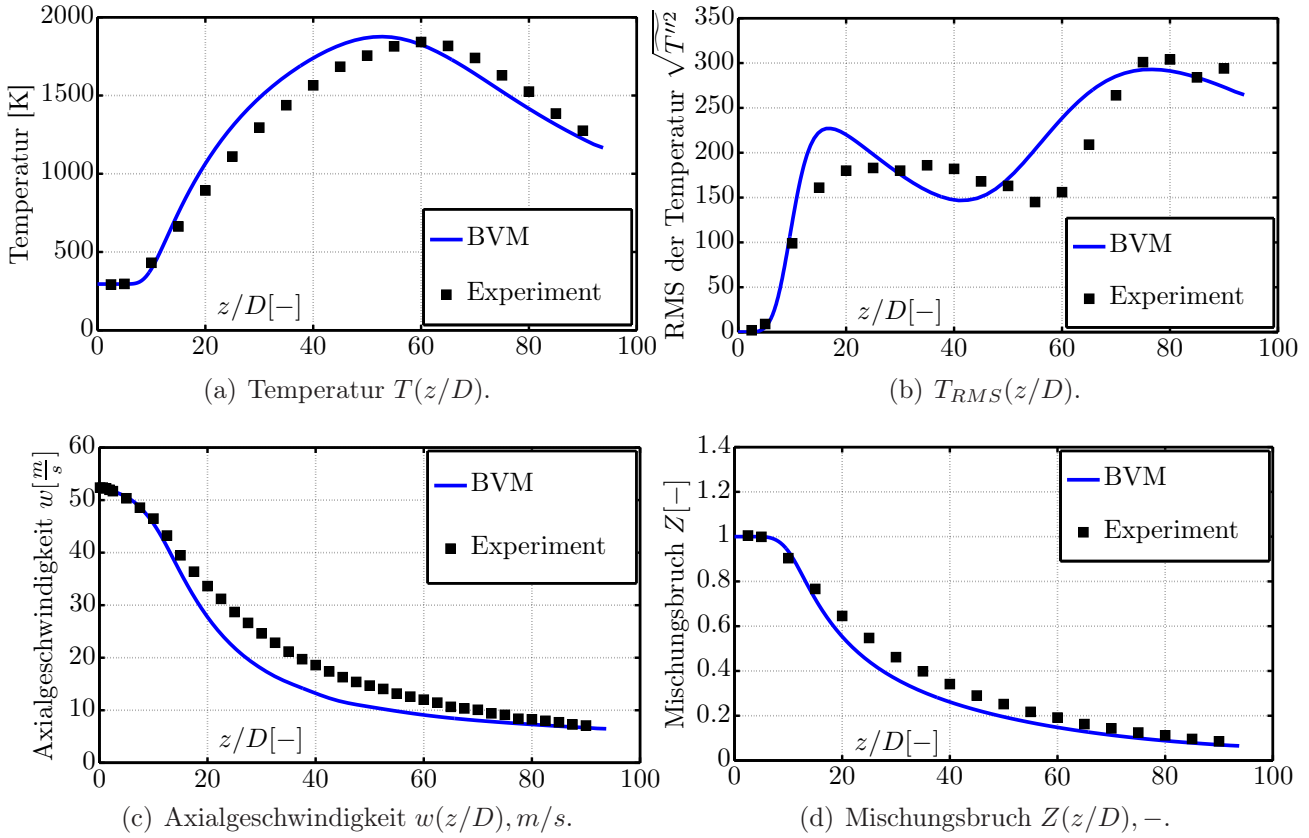 2000
1500
1000
500
0
0 20 40 60 80 100
Temperatur [K]
z/D[−]
BVM
Experiment
(a) Temperatur T(z/D).
350
300
250
200
150
100
50
0
0 20 40 60 80 100
RMS der Temperatur √T″²
z/D[−]
BVM
Experiment
(b) T_RMS(z/D).
60
50
40
30
20
10
0
0 20 40 60 80 100
Axialgeschwindigkeit w[m/s]
z/D[−]
BVM
Experiment
(c) Axialgeschwindigkeit w(z/D), m/s.
1.4
1.2
1
0.8
0.6
0.4
0.2
0
0 20 40 60 80 100
Mischungsbruch Z[−]
z/D[−]
BVM
Experiment
(d) Mischungsbruch Z(z/D), −.